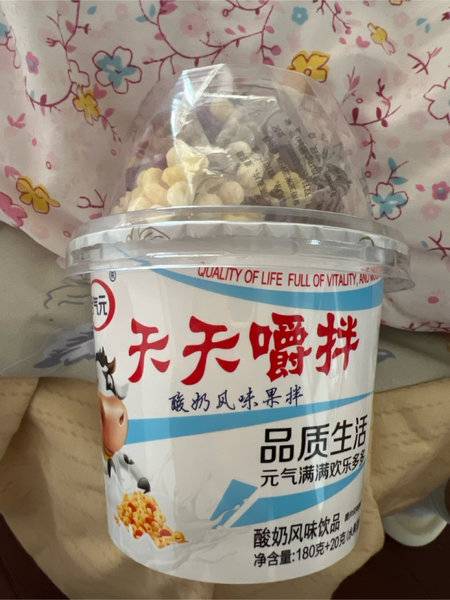 QUALITY OF LIFE FULL OF VITALITY, AND
气元
®
天天嚼拌
酸奶风味果拌
品质生活
元气满满欢乐多多
酸奶风味饮品
净含量:180克+20克